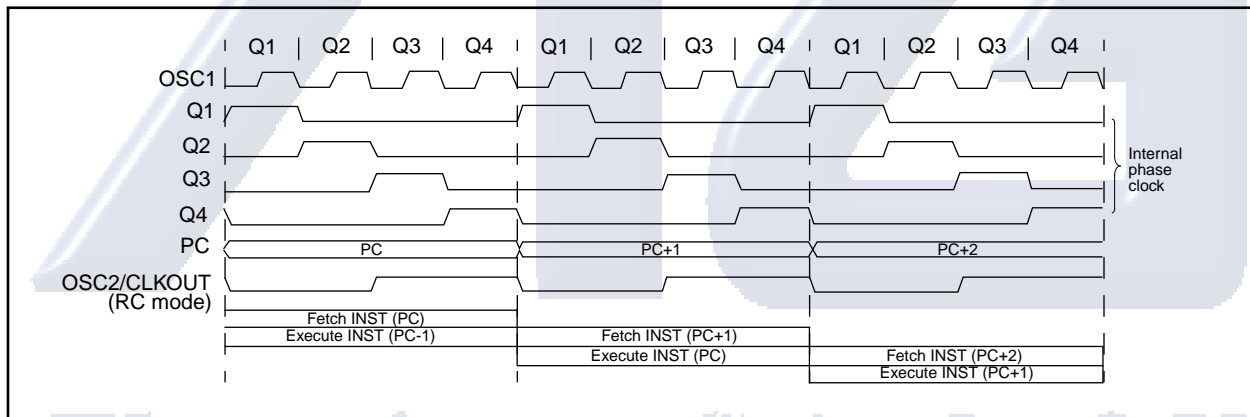 Q1 Q2 Q3 Q4 Q1 Q2 Q3 Q4 Q1 Q2 Q3 Q4
OSC1
Q1
Q2
Q3
Q4
Internal
phase
clock
PC
PC PC+1 PC+2
OSC2/CLKOUT
(RC mode)
Fetch INST (PC)
Execute INST (PC-1) Fetch INST (PC+1)
Execute INST (PC) Fetch INST (PC+2)
Execute INST (PC+1)